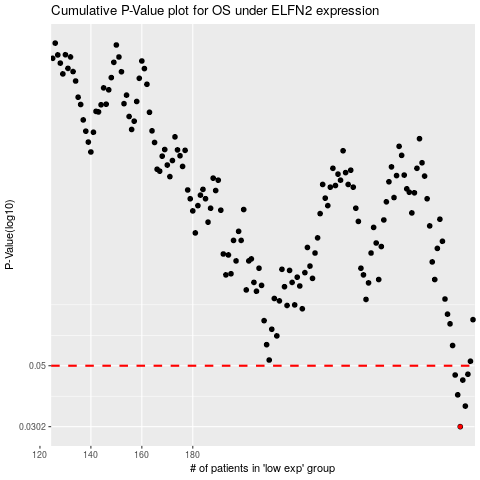 Cumulative P-Value plot for OS under ELFN2 expression
P-Value(log10)
0.05
0.0302
120 140 160 180
# of patients in 'low exp' group